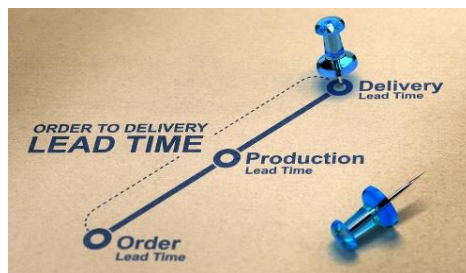 Delivery
Lead Time
ORDER TO DELIVERY
LEAD TIME
Production
Lead Time
Order
Lead Time